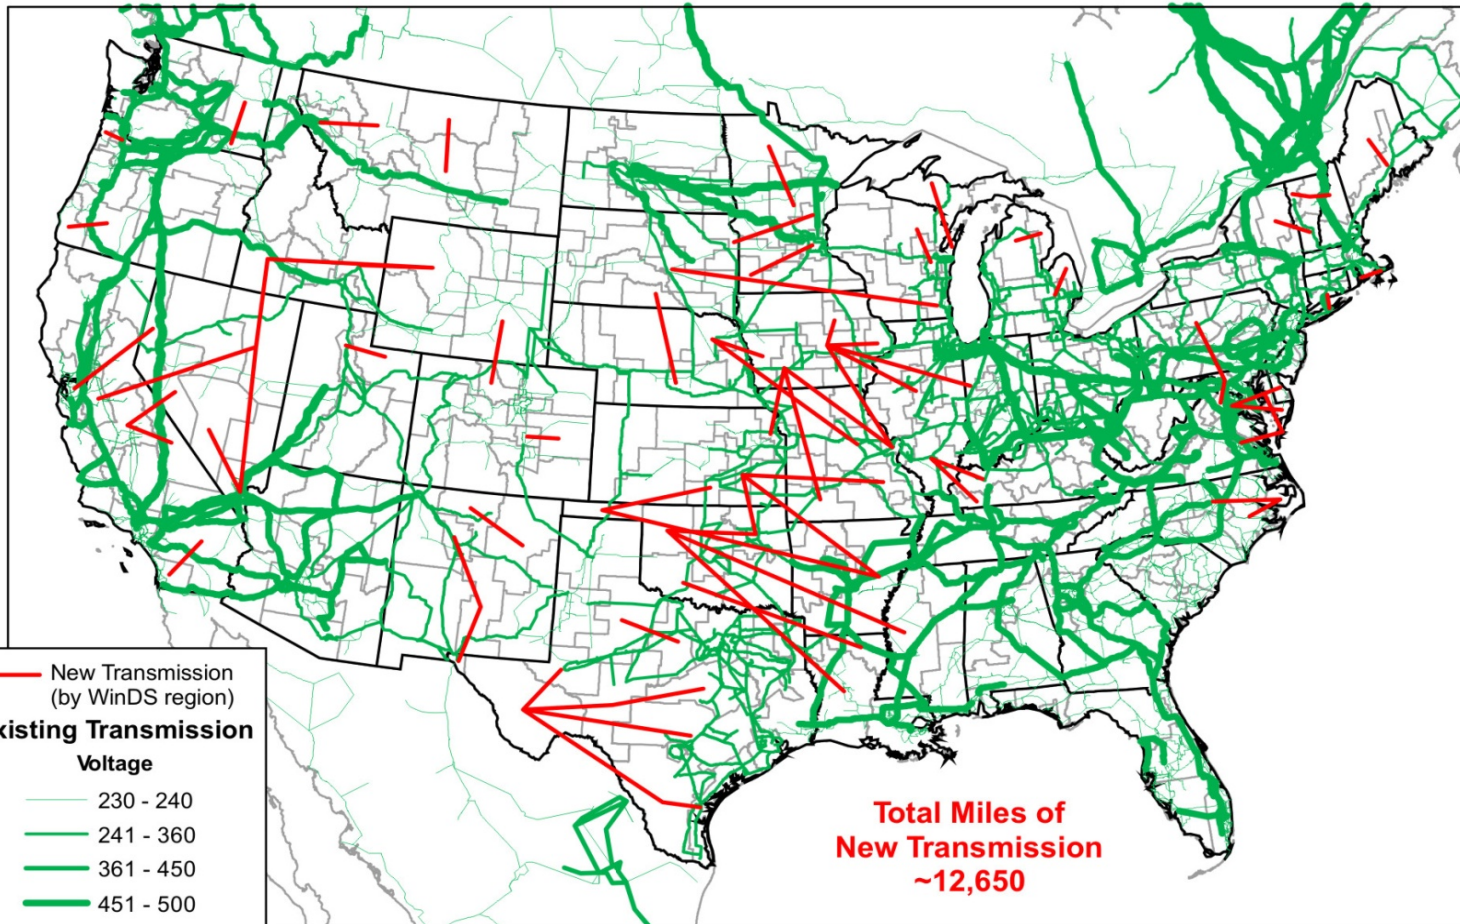 New Transmission
(by WinDS region)
xisting Transmission
Voltage
230 - 240
241 - 360
361 - 450
451 - 500
Total Miles of
New Transmission
~12,650